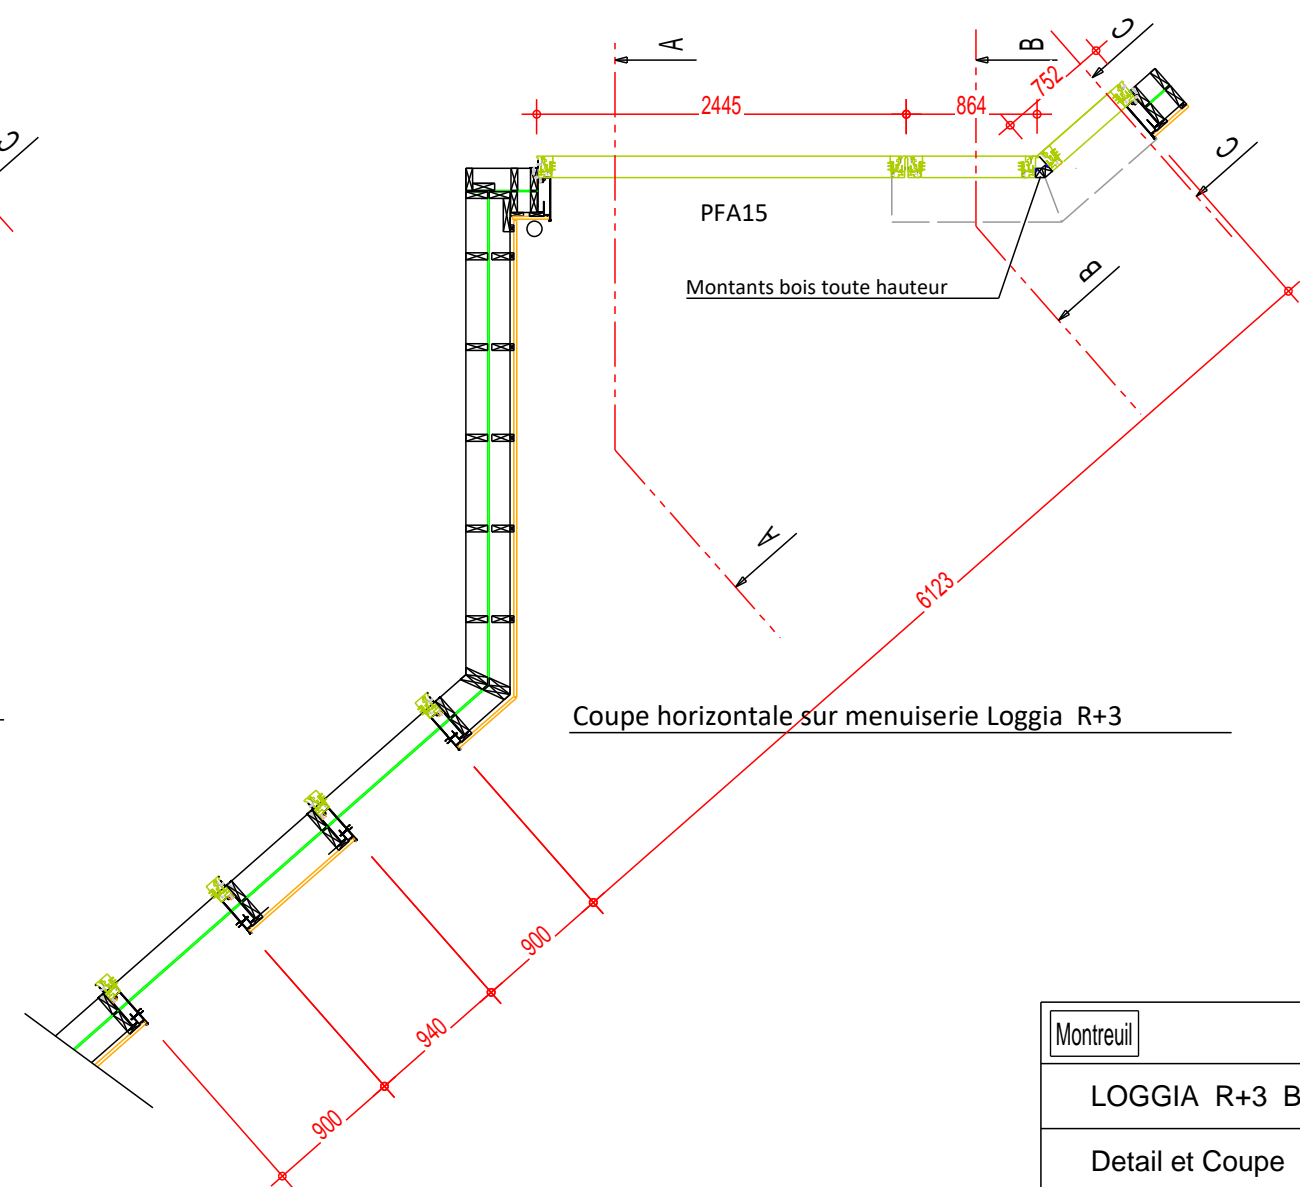 A
B
C
C
752
2445
864
C
PFA15
B
Montants bois toute hauteur
A
6123
Coupe horizontale sur menuiserie Loggia R+3
900
940
900
Montreuil
LOGGIA R+3 B
Detail et Coupe